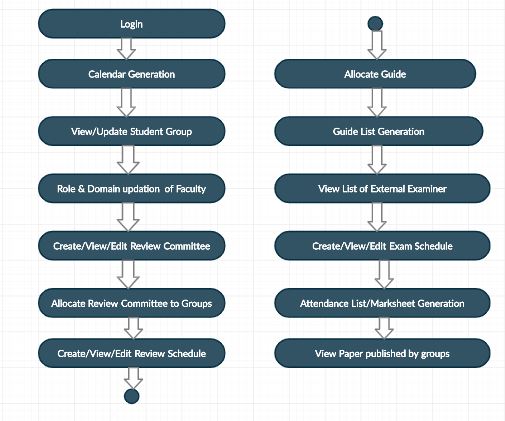 Login
Calendar Generation
View/Update Student Group
Role & Domain updation of Faculty
Create/View/Edit Review Committee
Allocate Review Committee to Groups
Create/View/Edit Review Schedule
Allocate Guide
Guide List Generation
View List of External Examiner
Create/View/Edit Exam Schedule
Attendance List/Marksheet Generation
View Paper published by groups